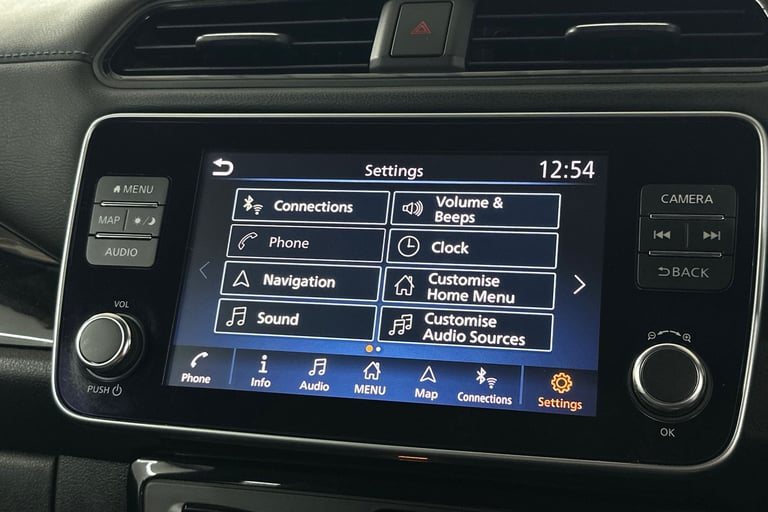 MENU
MAP
AUDIO
VOL
PUSH
Settings
12:54
Connections
Volume &
Beeps
Phone
Clock
Navigation
Customise
Home Menu
Sound
Customise
Audio Sources
Phone
Info
Audio
MENU
Map
Connections
Settings
CAMERA
BACK
OK